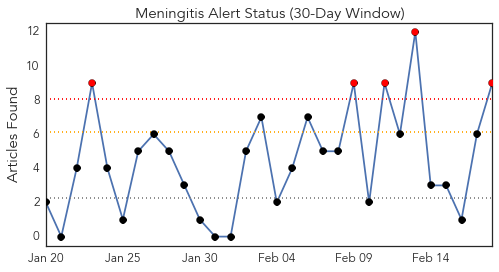 Meningitis Alert Status (30-Day Window)
Articles Found
12
10
8
6
4
2
0
Jan 20 Jan 25 Jan 30 Feb 04 Feb 09 Feb 14